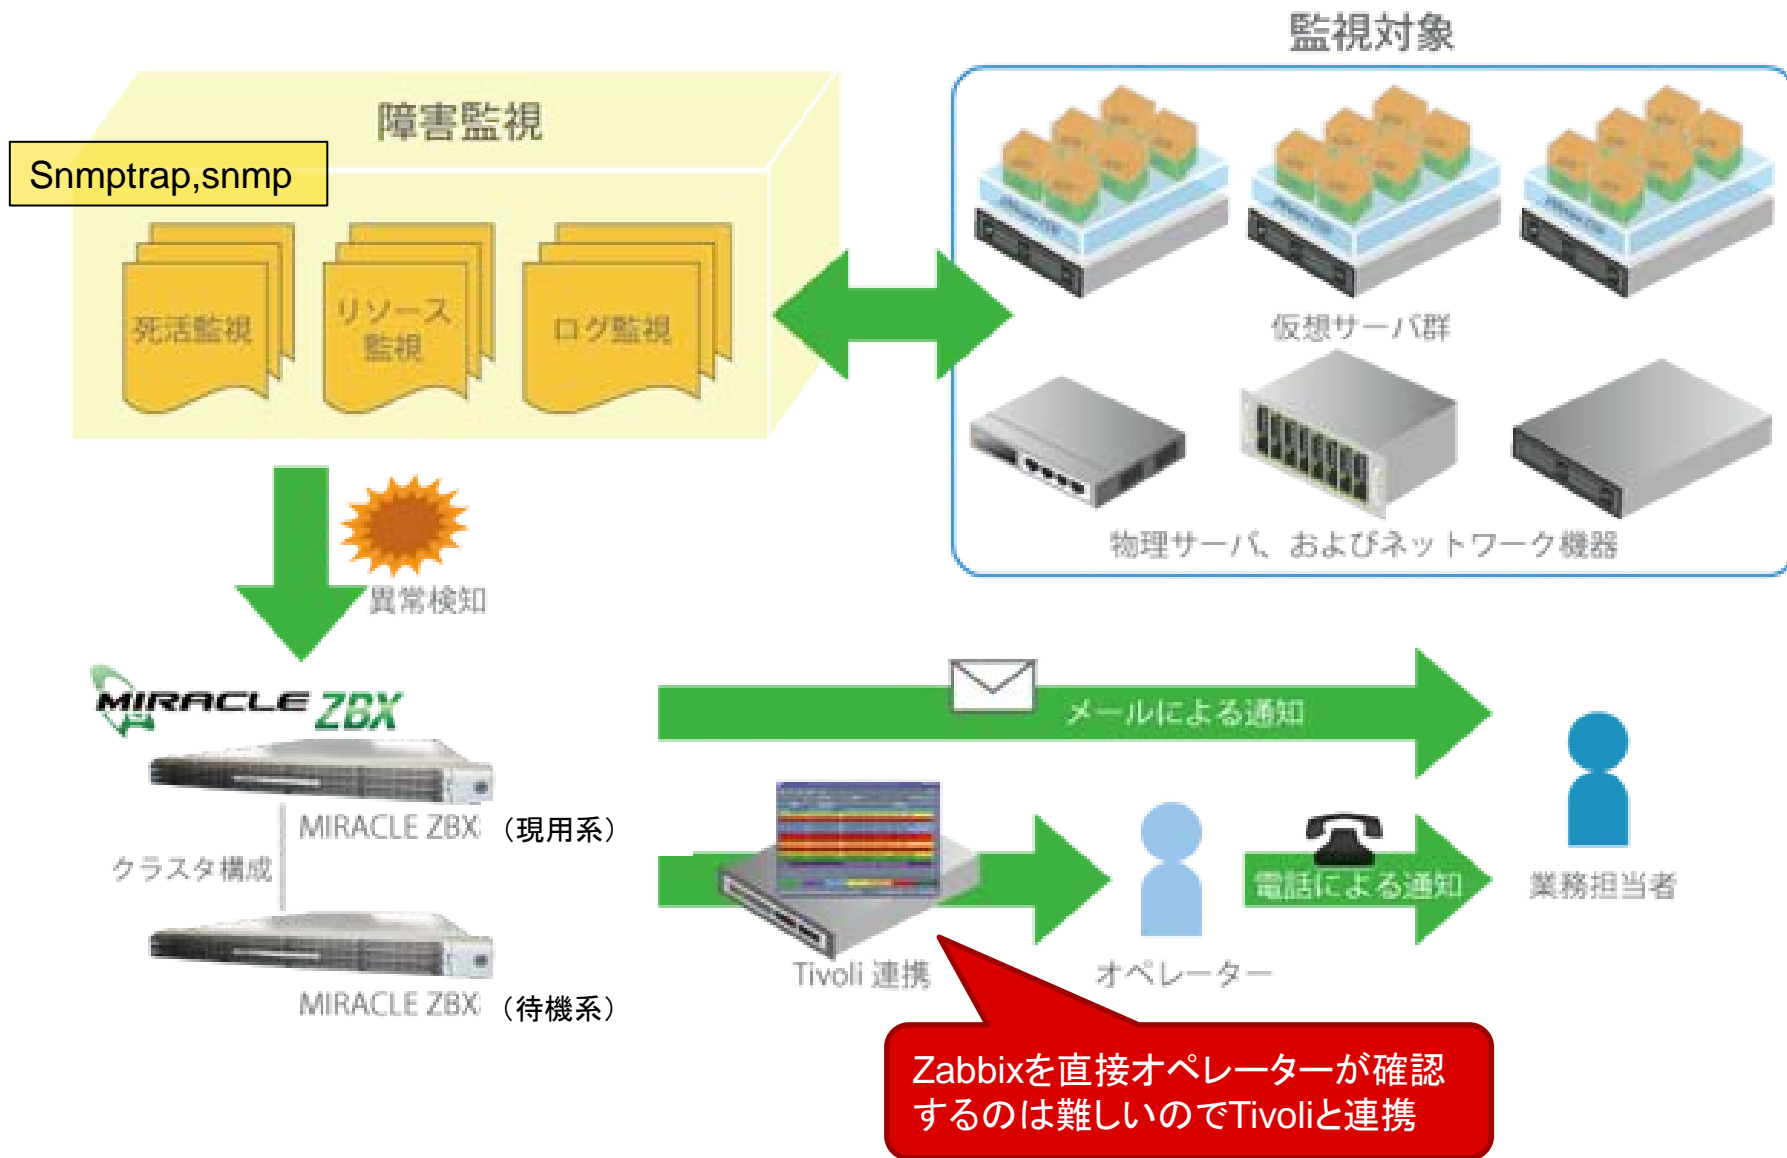 監視対象
障害監視
Snmptrap,snmp
死活監視
リソース
監視
ログ監視
仮想サーバ群
物理サーバ、およびネットワーク機器
異常検知
MIRACLE ZBX
メールによる通知
MIRACLE ZBX （現用系）
クラスタ構成
電話による通知
業務担当者
Tivoli 連携
オペレーター
MIRACLE ZBX （待機系）
Zabbixを直接オペレーターが確認
するのは難しいのでTivoliと連携